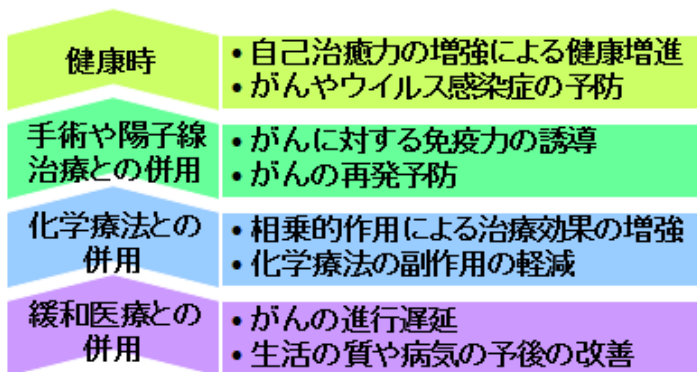 健康時
• 自己治癒力の増強による健康増進
• がんやウイルス感染症の予防
手術や陽子線
治療との併用
• がんに対する免疫力の誘導
• がんの再発予防
化学療法との
併用
• 相乗的作用による治療効果の増強
• 化学療法の副作用の軽減
緩和医療との
併用
• がんの進行遅延
• 生活の質や病気の予後の改善